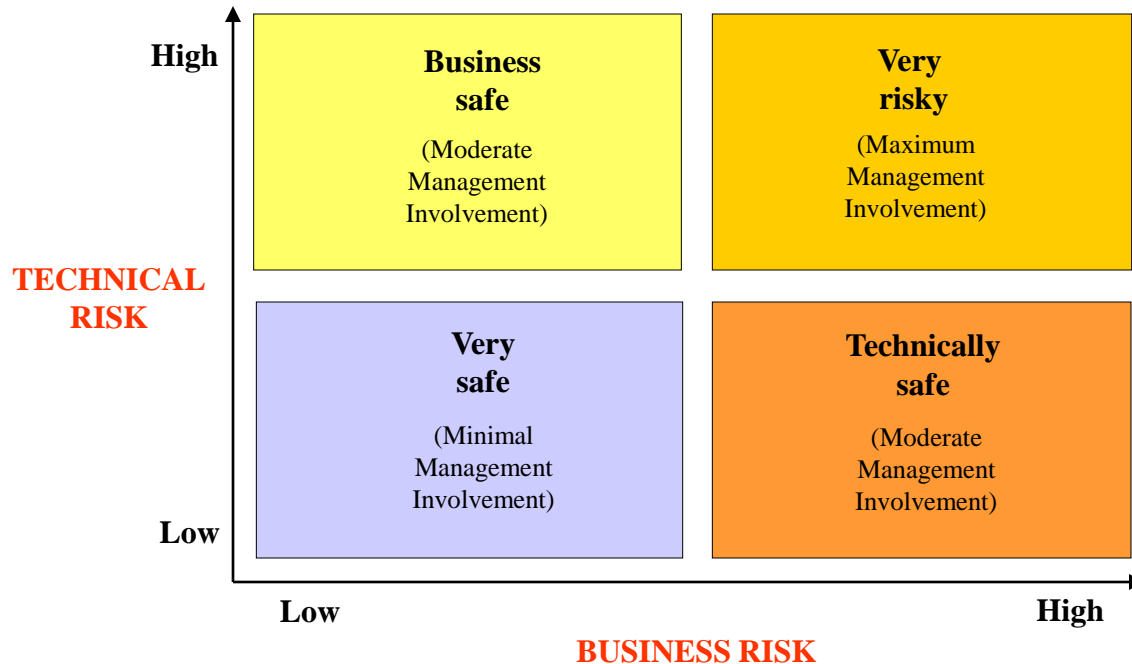 High
Business
safe
(Moderate
Management
Involvement)
Very
risky
(Maximum
Management
Involvement)
TECHNICAL
RISK
Very
safe
(Minimal
Management
Involvement)
Technically
safe
(Moderate
Management
Involvement)
Low
Low
High
BUSINESS RISK